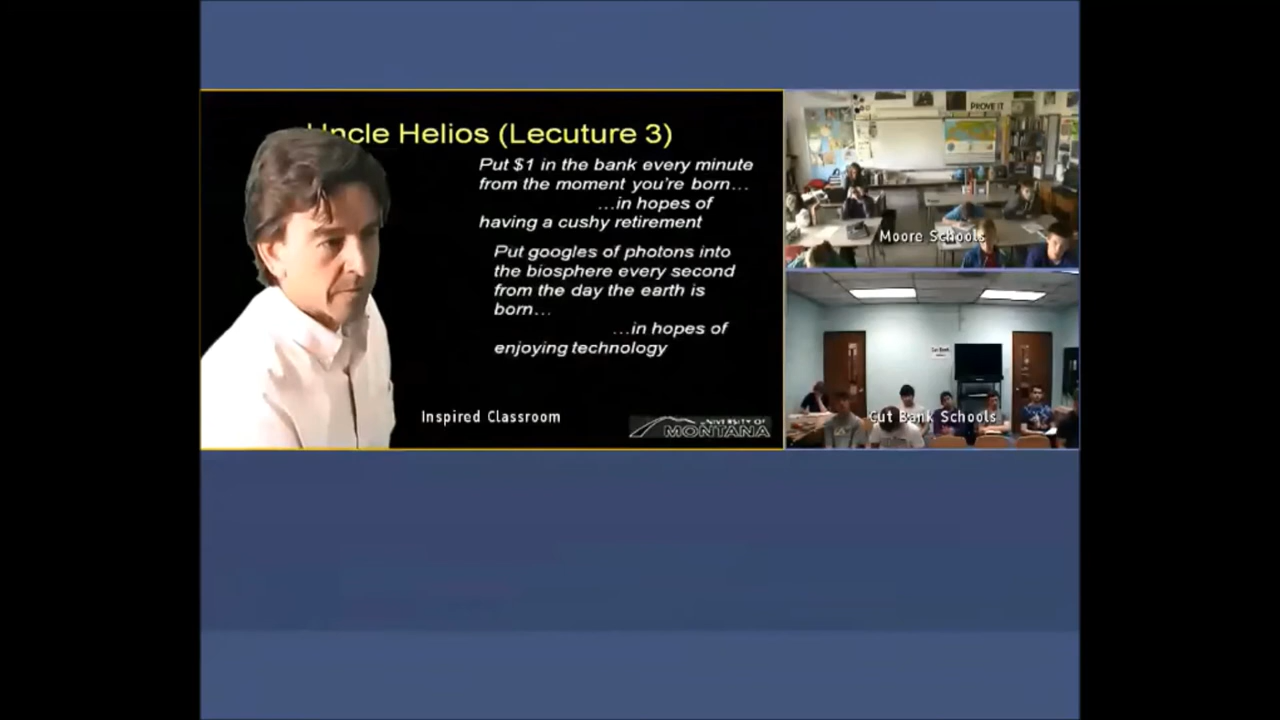 Uncle Helios (Lecuture 3)
Put $1 in the bank every minute
from the moment you're born...
...in hopes of
having a cushy retirement
Put googles of photons into
the biosphere every second
from the day the earth is
born...
...in hopes of
enjoying technology
Inspired Classroom
UNIVERSITY OF
MONTANA
PROVE IT
Moore Schools
Cut Bank Schools